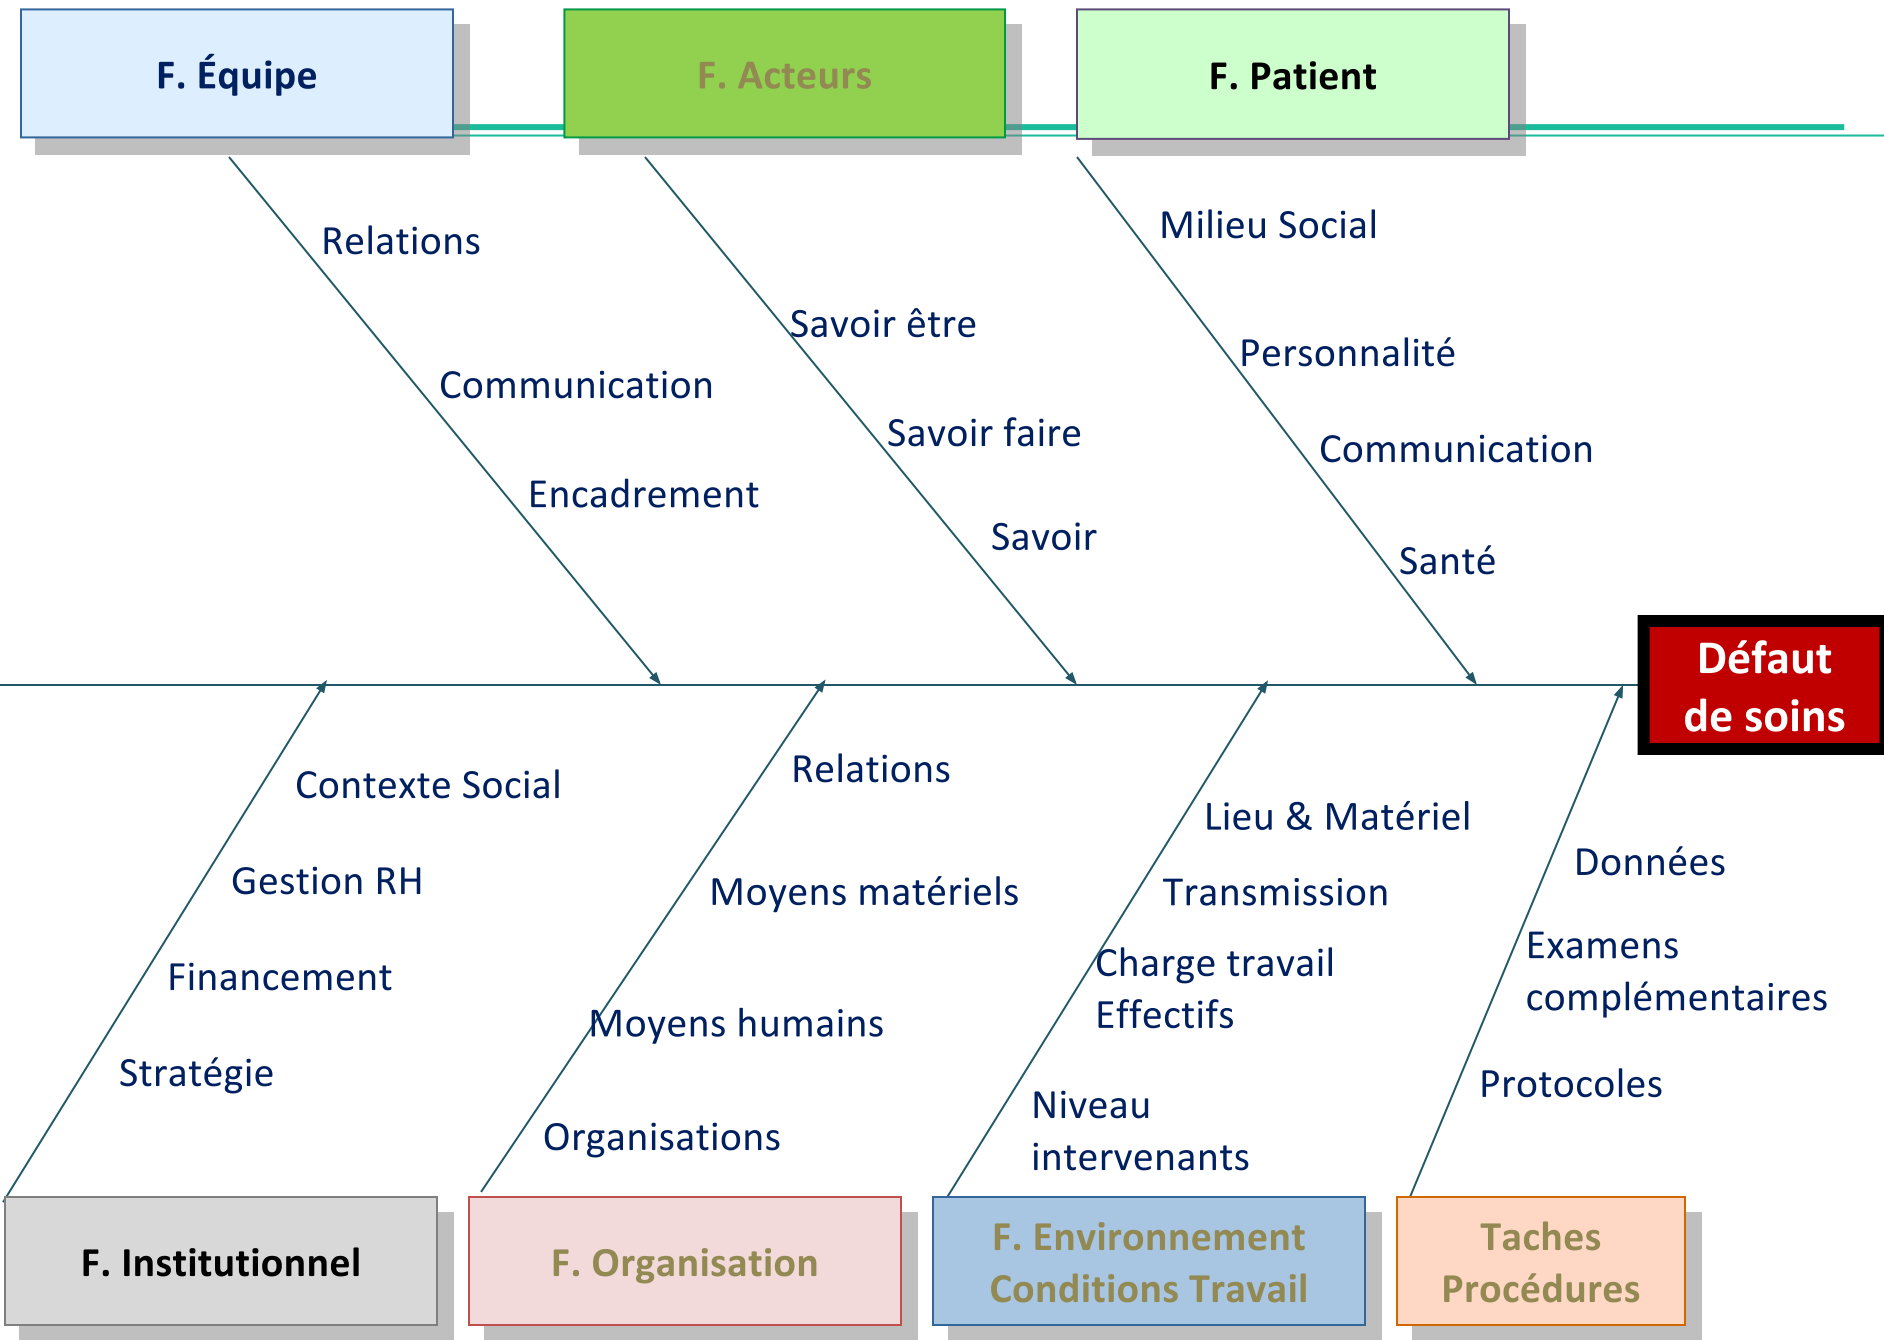 F. Équipe
F. Acteurs
F. Patient
Relations
Communication
Encadrement
Savoir être
Savoir faire
Savoir
Milieu Social
Personnalité
Communication
Santé
Défaut
de soins
Contexte Social
Gestion RH
Financement
Stratégie
Relations
Moyens matériels
Moyens humains
Organisations
Lieu & Matériel
Transmission
Charge travail
Effectifs
Niveau
intervenants
Données
Examens
complémentaires
Protocoles
F. Institutionnel
F. Organisation
F. Environnement
Conditions Travail
Taches
Procédures